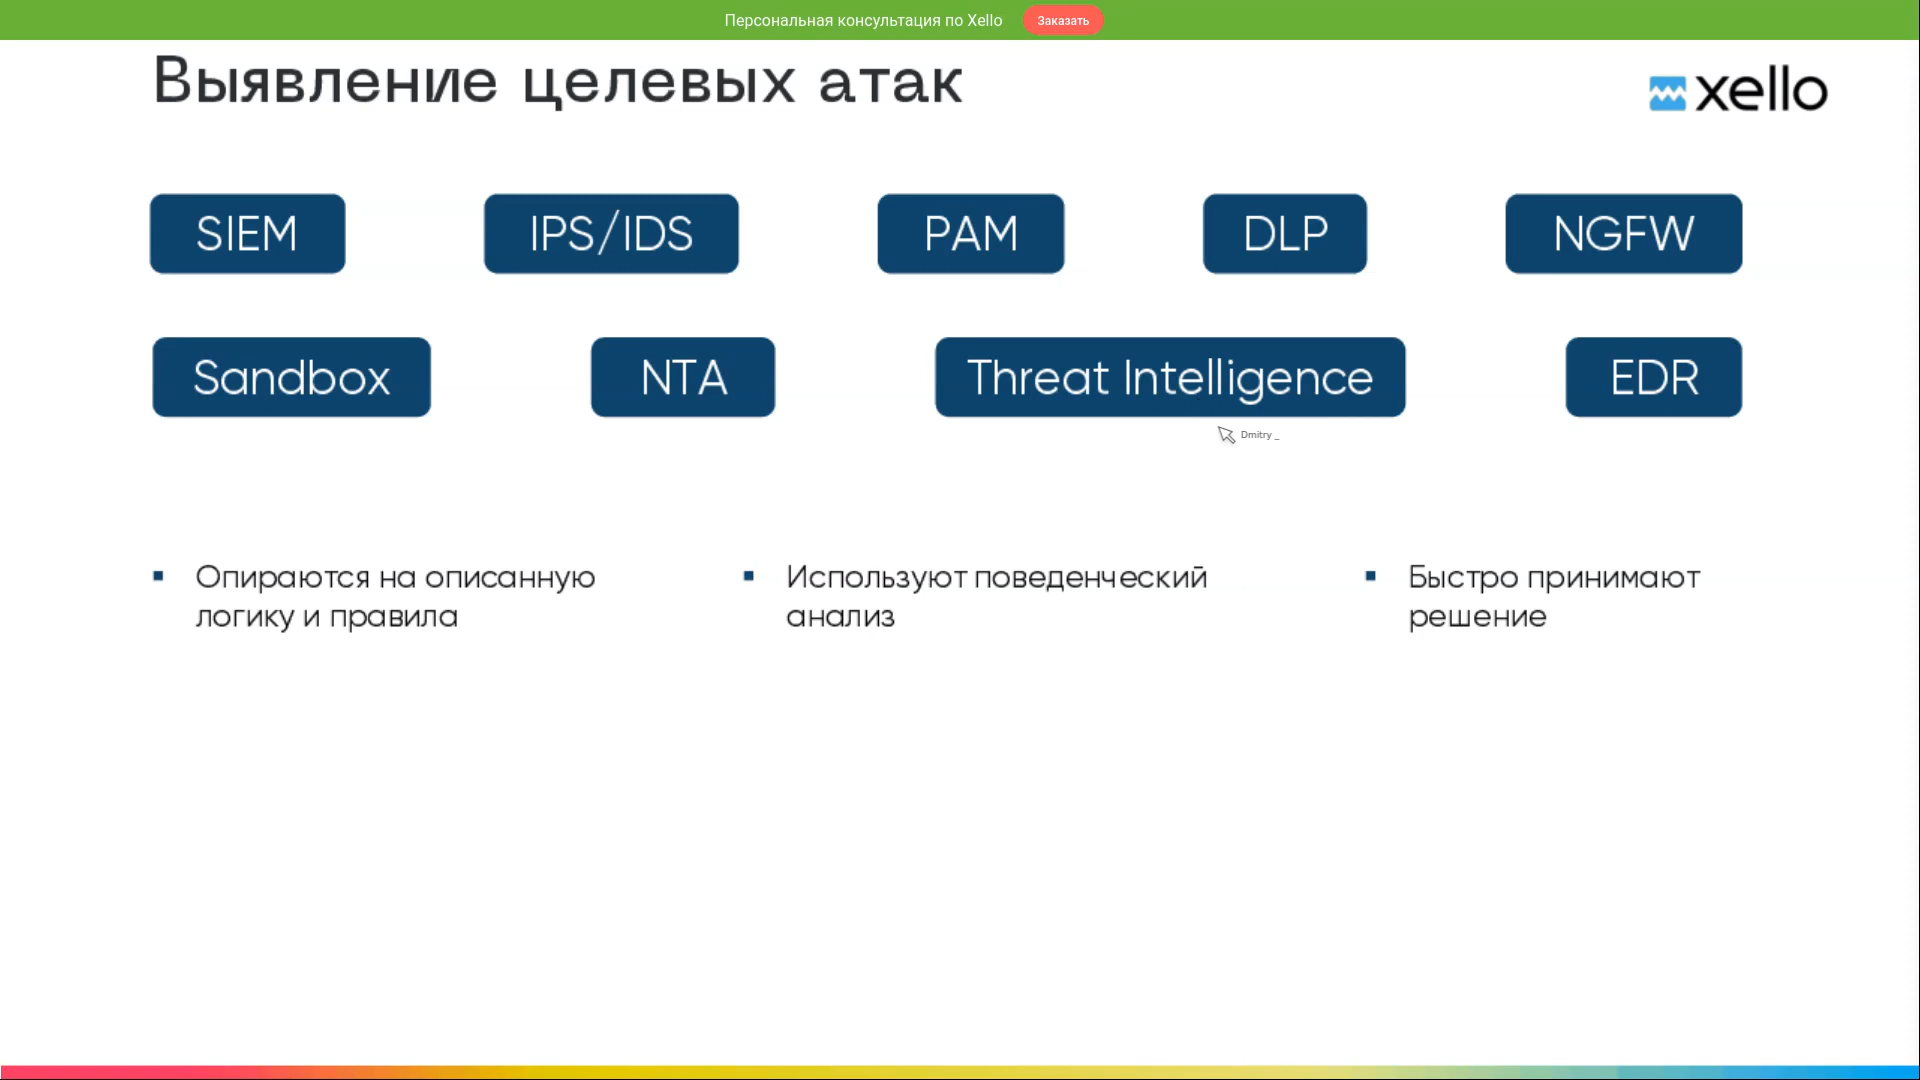 Персональная консультация по Xello Заказать
Выявление целевых атак
xello
SIEM IPS/IDS PAM DLP NGFW
Sandbox NTA Threat Intelligence EDR
Dmitry _
Опираются на описанную
логику и правила
Используют поведенческий
анализ
Быстро принимают
решение